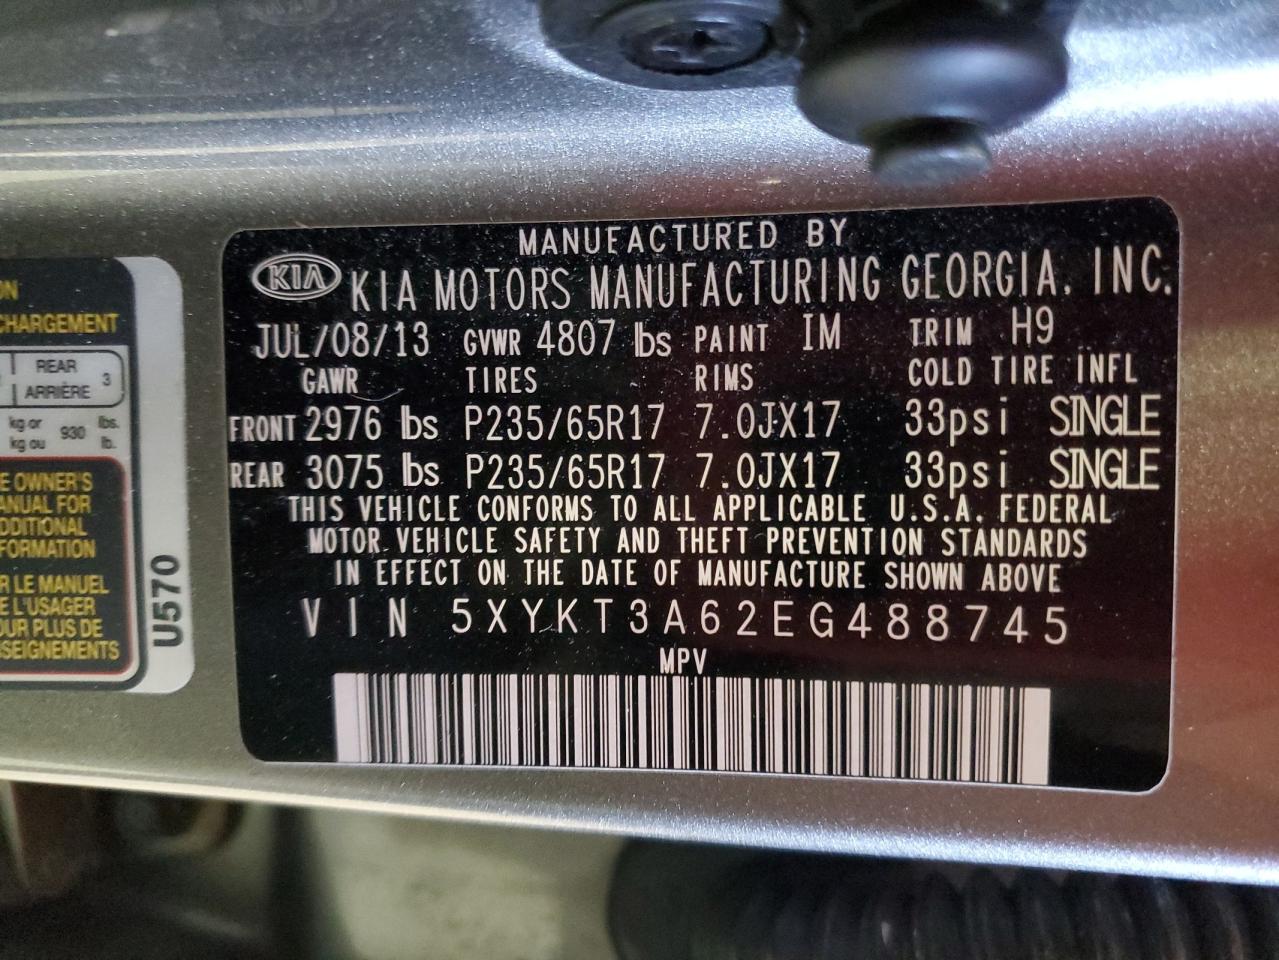 MANUFACTURED BY
KIA KIA MOTORS MANUFACTURING GEORGIA, INC.
JUL/08/13 GVWR 4807 lbs PAINT IM TRIM H9
GAWR TIRES RIMS COLD TIRE INFL
FRONT 2976 lbs P235/65R17 7.0JX17 33psi SINGLE
REAR 3075 lbs P235/65R17 7.0JX17 33psi SINGLE
THIS VEHICLE CONFORMS TO ALL APPLICABLE U.S.A. FEDERAL
MOTOR VEHICLE SAFETY AND THEFT PREVENTION STANDARDS
IN EFFECT ON THE DATE OF MANUFACTURE SHOWN ABOVE
VIN 5XYKT3A62EG488745
MPV
ON
CHARGEMENT
REAR
ARRIÈRE 3
kg or 930 lbs.
kg ou lb.
E OWNER'S
ANUAL FOR
DDITIONAL
FORMATION
R LE MANUEL
E L'USAGER
OUR PLUS DE
SEIGNEMENTS
U570